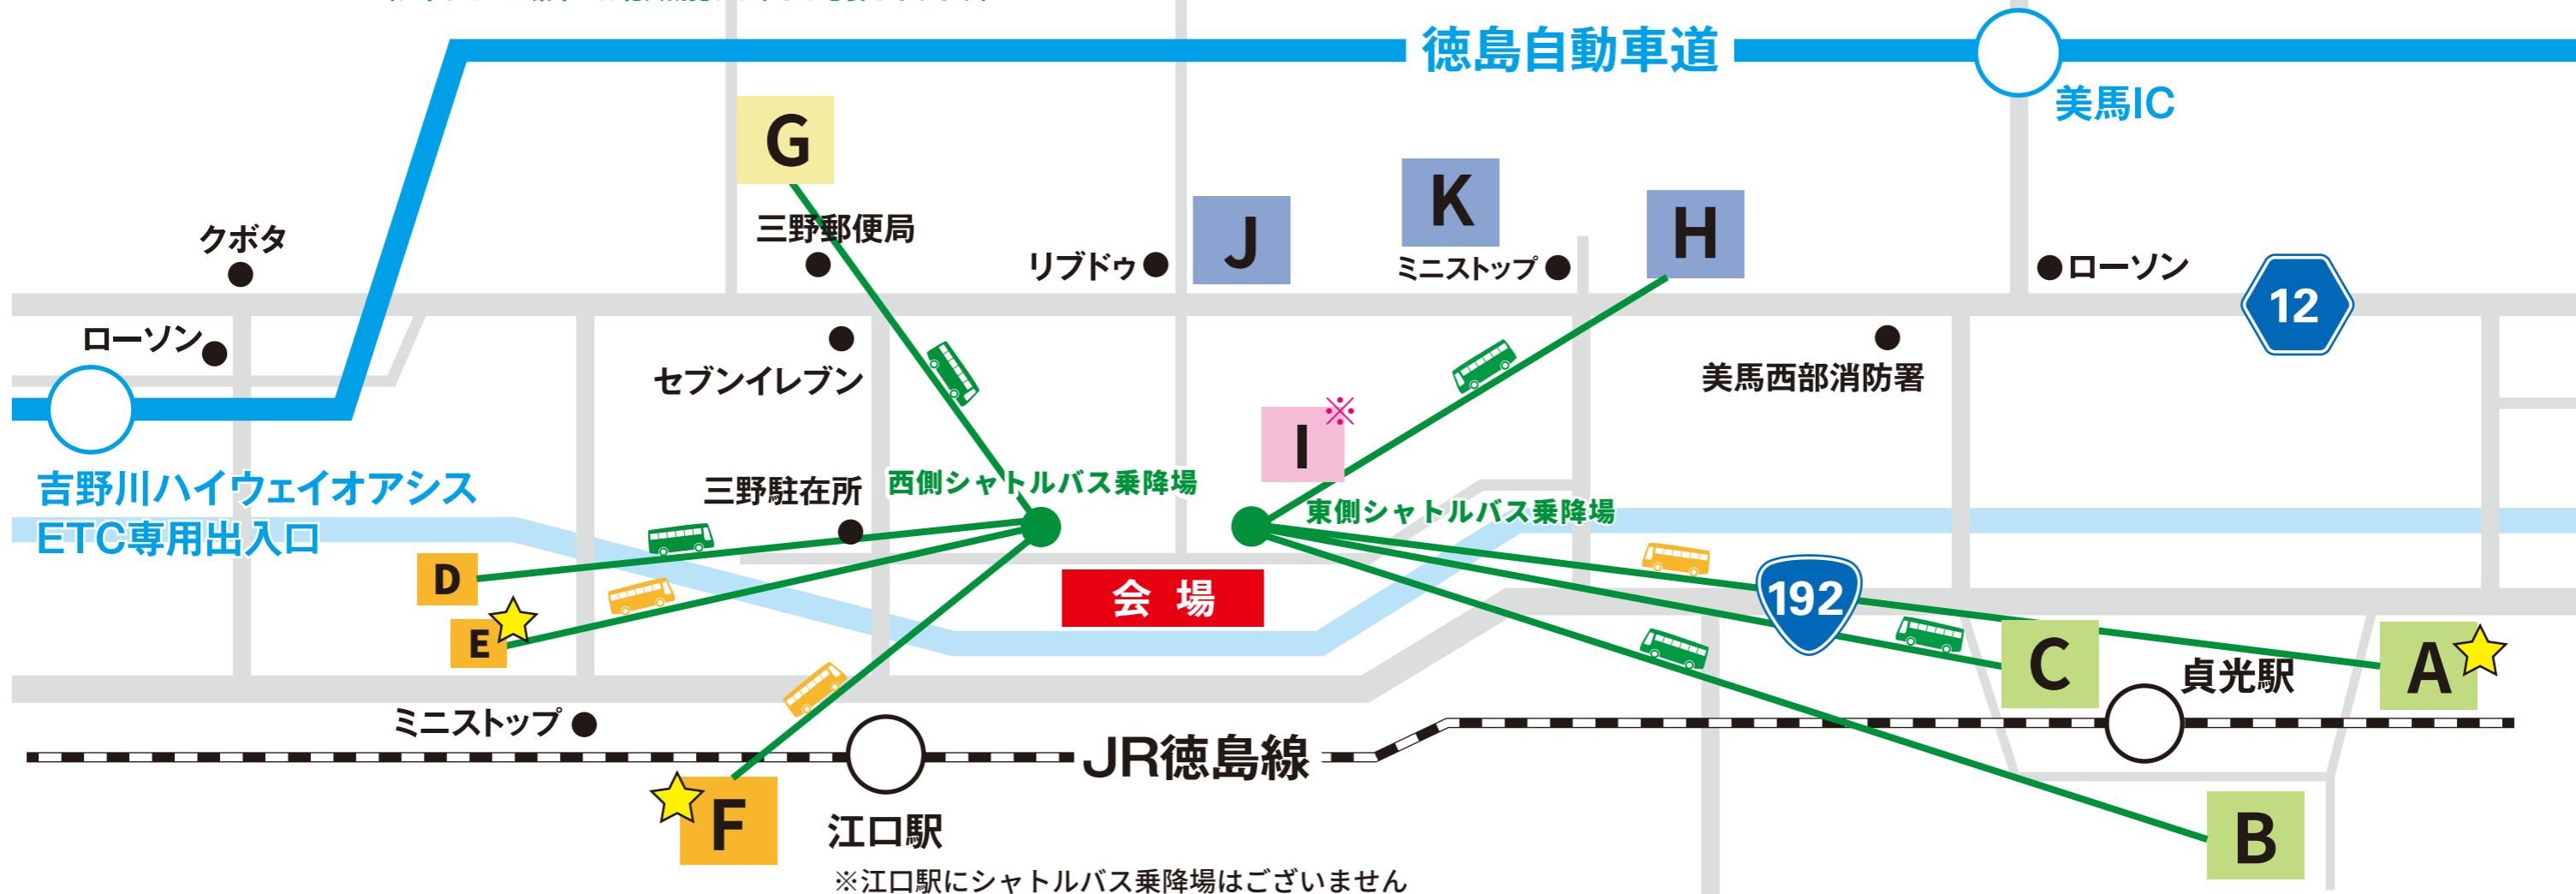 徳島自動車道
美馬IC
G
三野郵便局
クボタ
リブドゥ
J
K
ミニストップ
H
ローソン
12
ローソン
セブンイレブン
美馬西部消防署
I
※
吉野川ハイウェイオアシス
ETC専用出入口
三野駐在所
西側シャトルバス乗降場
東側シャトルバス乗降場
D
E
会場
192
C
貞光駅
A
ミニストップ
JR徳島線
F
江口駅
B
※江口駅にシャトルバス乗降場はございません